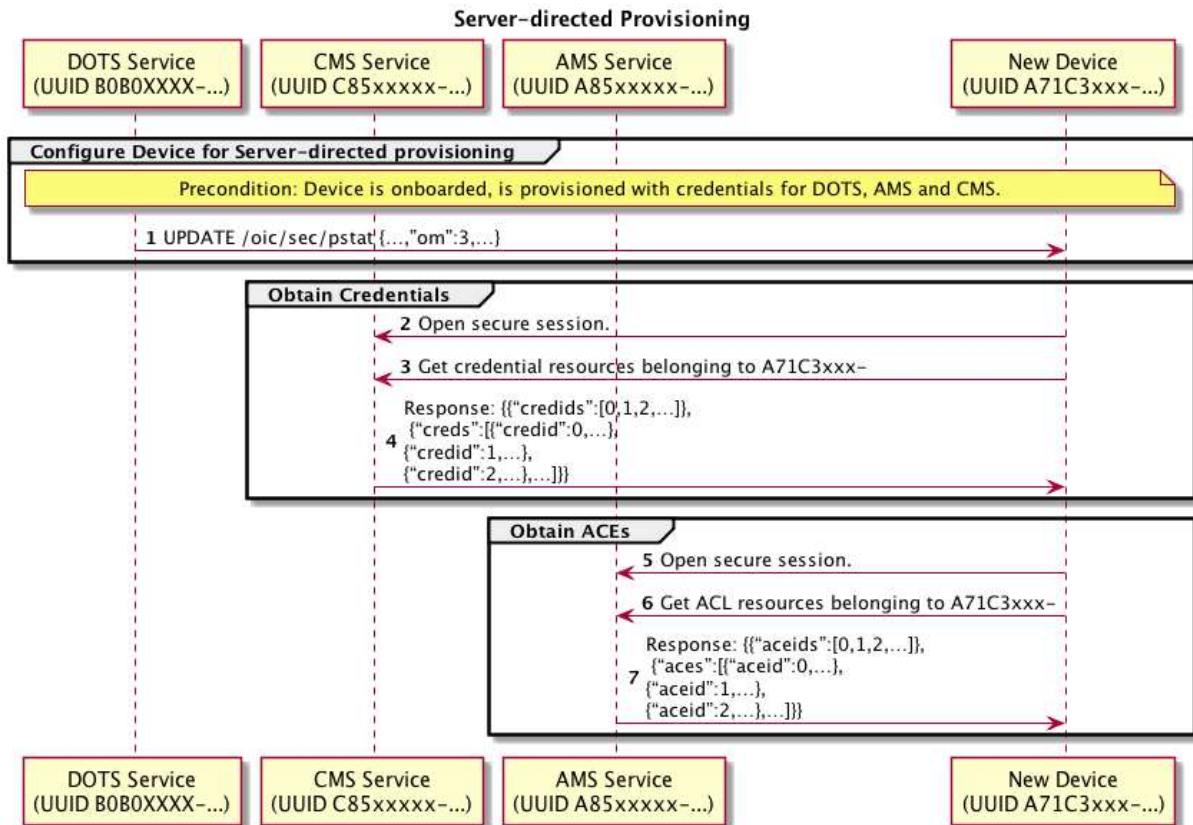 Server-directed Provisioning
DOTS Service
(UUID B0B0XXXX-...)
CMS Service
(UUID C85xxxxx-...)
AMS Service
(UUID A85xxxxx-...)
New Device
(UUID A71C3xxx-...)
Configure Device for Server-directed provisioning
Precondition: Device is onboarded, is provisioned with credentials for DOTS, AMS and CMS.
1 UPDATE /oic/sec/pstat {...,"om":3,...}
Obtain Credentials
2 Open secure session.
3 Get credential resources belonging to A71C3xxx-
Response: {{“credids":[0,1,2,...]},
{“creds":[{“credid":0,...},
4
{“credid":1,...},
{“credid":2,...},...]}}
Obtain ACEs
5 Open secure session.
6 Get ACL resources belonging to A71C3xxx-
Response: {{“aceids":[0,1,2,...]},
{“aces":[{“aceid":0,...},
7
{“aceid":1,...},
{“aceid":2,...},...]}}
DOTS Service
(UUID B0B0XXXX-...)
CMS Service
(UUID C85xxxxx-...)
AMS Service
(UUID A85xxxxx-...)
New Device
(UUID A71C3xxx-...)